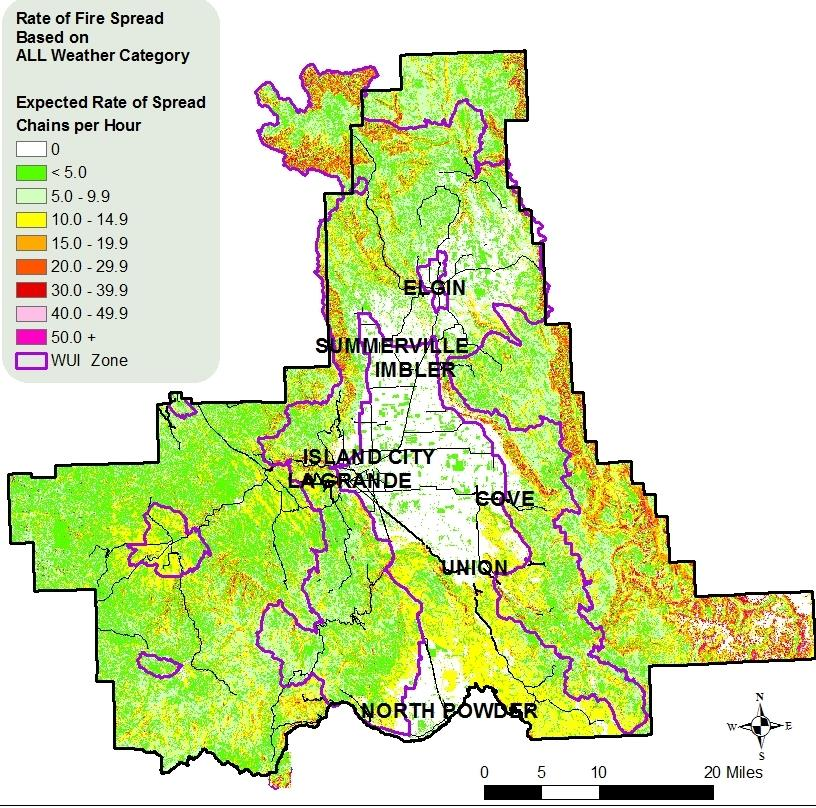 Rate of Fire Spread
Based on
ALL Weather Category
Expected Rate of Spread
Chains per Hour
0
< 5.0
5.0 - 9.9
10.0 - 14.9
15.0 - 19.9
20.0 - 29.9
30.0 - 39.9
40.0 - 49.9
50.0 +
WUI Zone
ELGIN
SUMMERVILLE
IMBLER
ISLAND CITY
LA GRANDE
COVE
UNION
NORTH POWDER
N
W E
S
0 5 10 20 Miles